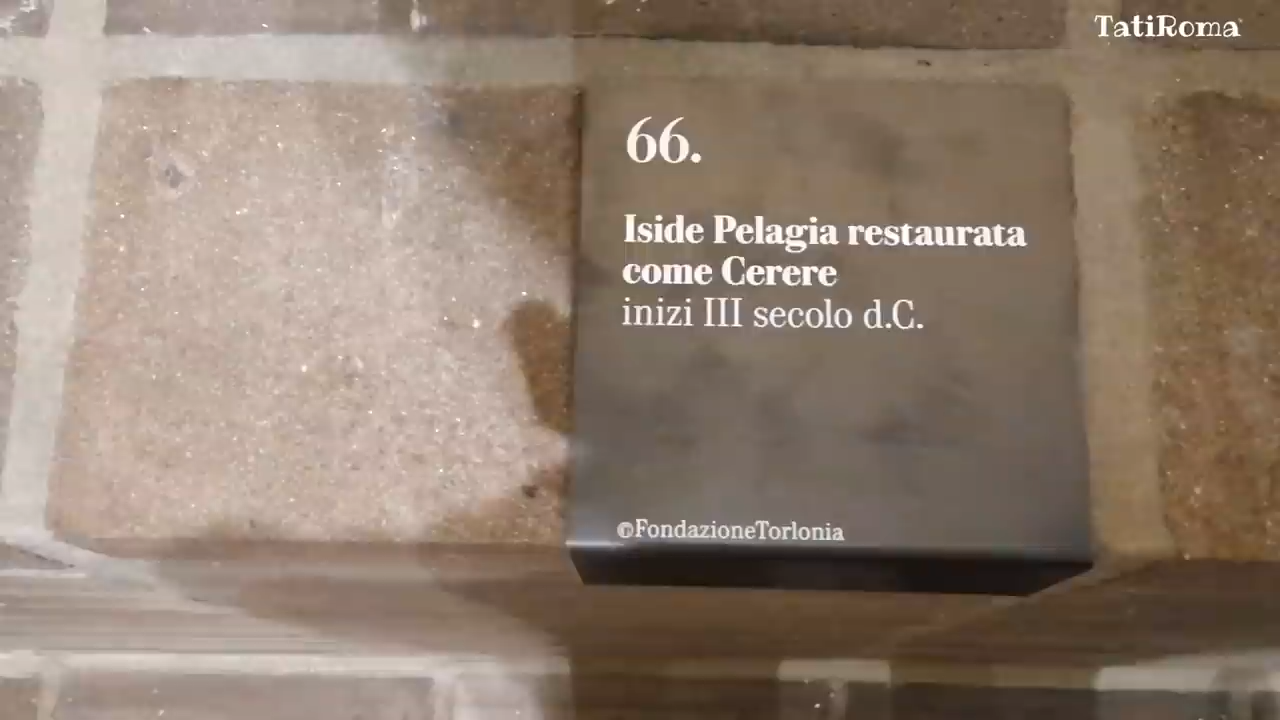 TatiRoma
66.
Iside Pelagia restaurata
come Cerere
inizi III secolo d.C.
©FondazioneTorlonia